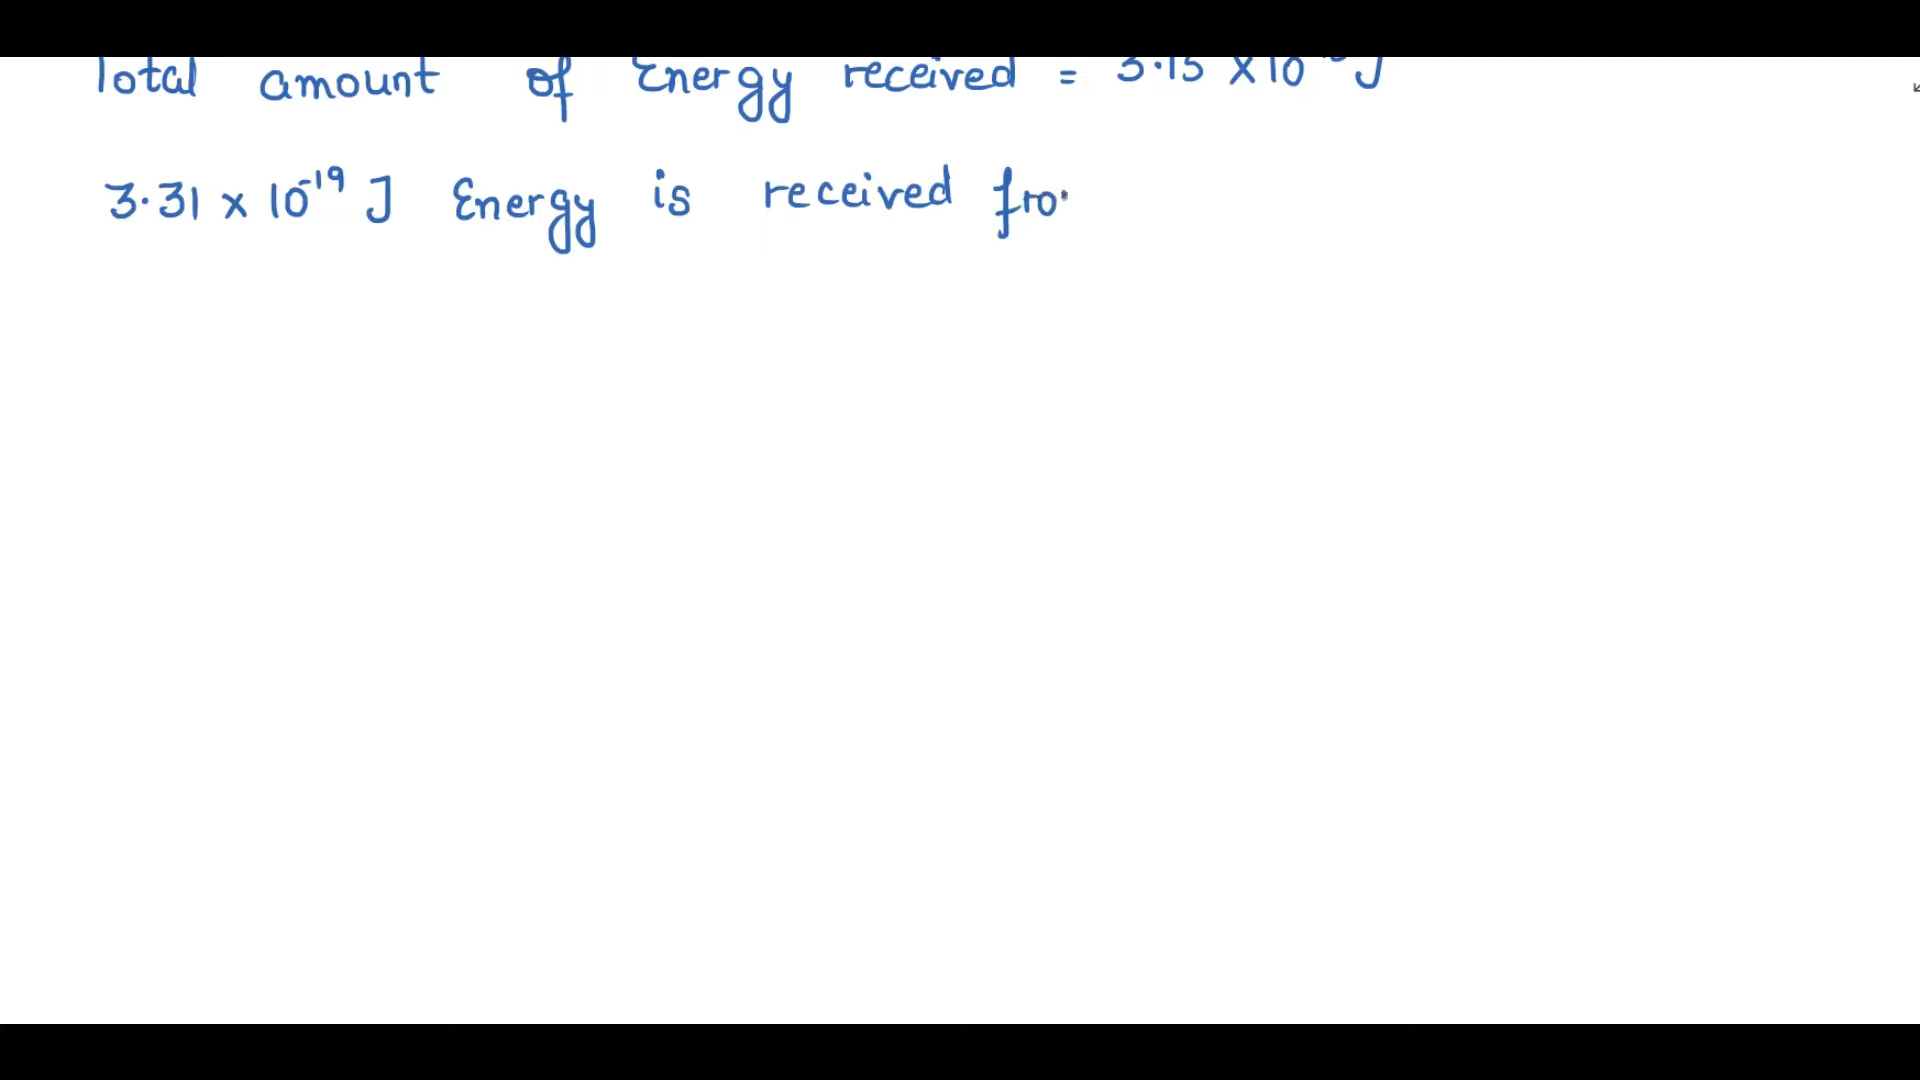 Total amount of Energy received = 3.15 × 10 J
3.31 × 10⁻¹⁹ J Energy is received fro